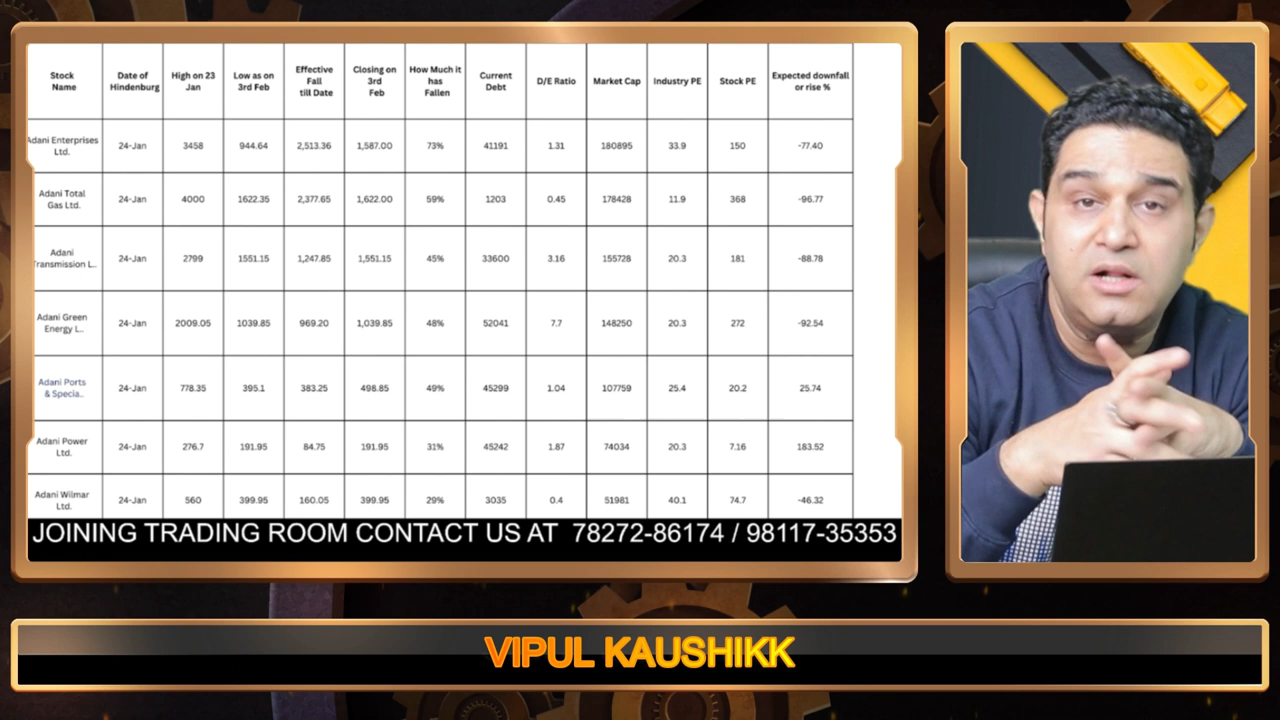 Stock Name Date of Hindenburg High on 23 Jan Low as on 3rd Feb Effective Fall till Date Closing on 3rd Feb How Much it has Fallen Current Debt D/E Ratio Market Cap Industry PE Stock PE Expected downfall or rise %
Adani Enterprises Ltd. 24-Jan 3458 944.64 2,513.36 1,587.00 73% 41191 1.31 180895 33.9 150 -77.40
Adani Total Gas Ltd. 24-Jan 4000 1622.35 2,377.65 1,622.00 59% 1203 0.45 178428 11.9 368 -96.77
Adani Transmission L.. 24-Jan 2799 1551.15 1,247.85 1,551.15 45% 33600 3.16 155728 20.3 181 -88.78
Adani Green Energy L.. 24-Jan 2009.05 1039.85 969.20 1,039.85 48% 52041 7.7 148250 20.3 272 -92.54
Adani Ports & Specia.. 24-Jan 778.35 395.1 383.25 498.85 49% 45299 1.04 107759 25.4 20.2 25.74
Adani Power Ltd. 24-Jan 276.7 191.95 84.75 191.95 31% 45242 1.87 74034 20.3 7.16 183.52
Adani Wilmar Ltd. 24-Jan 560 399.95 160.05 399.95 29% 3035 0.4 51981 40.1 74.7 -46.32
JOINING TRADING ROOM CONTACT US AT 78272-86174 / 98117-35353
VIPUL KAUSHIKK